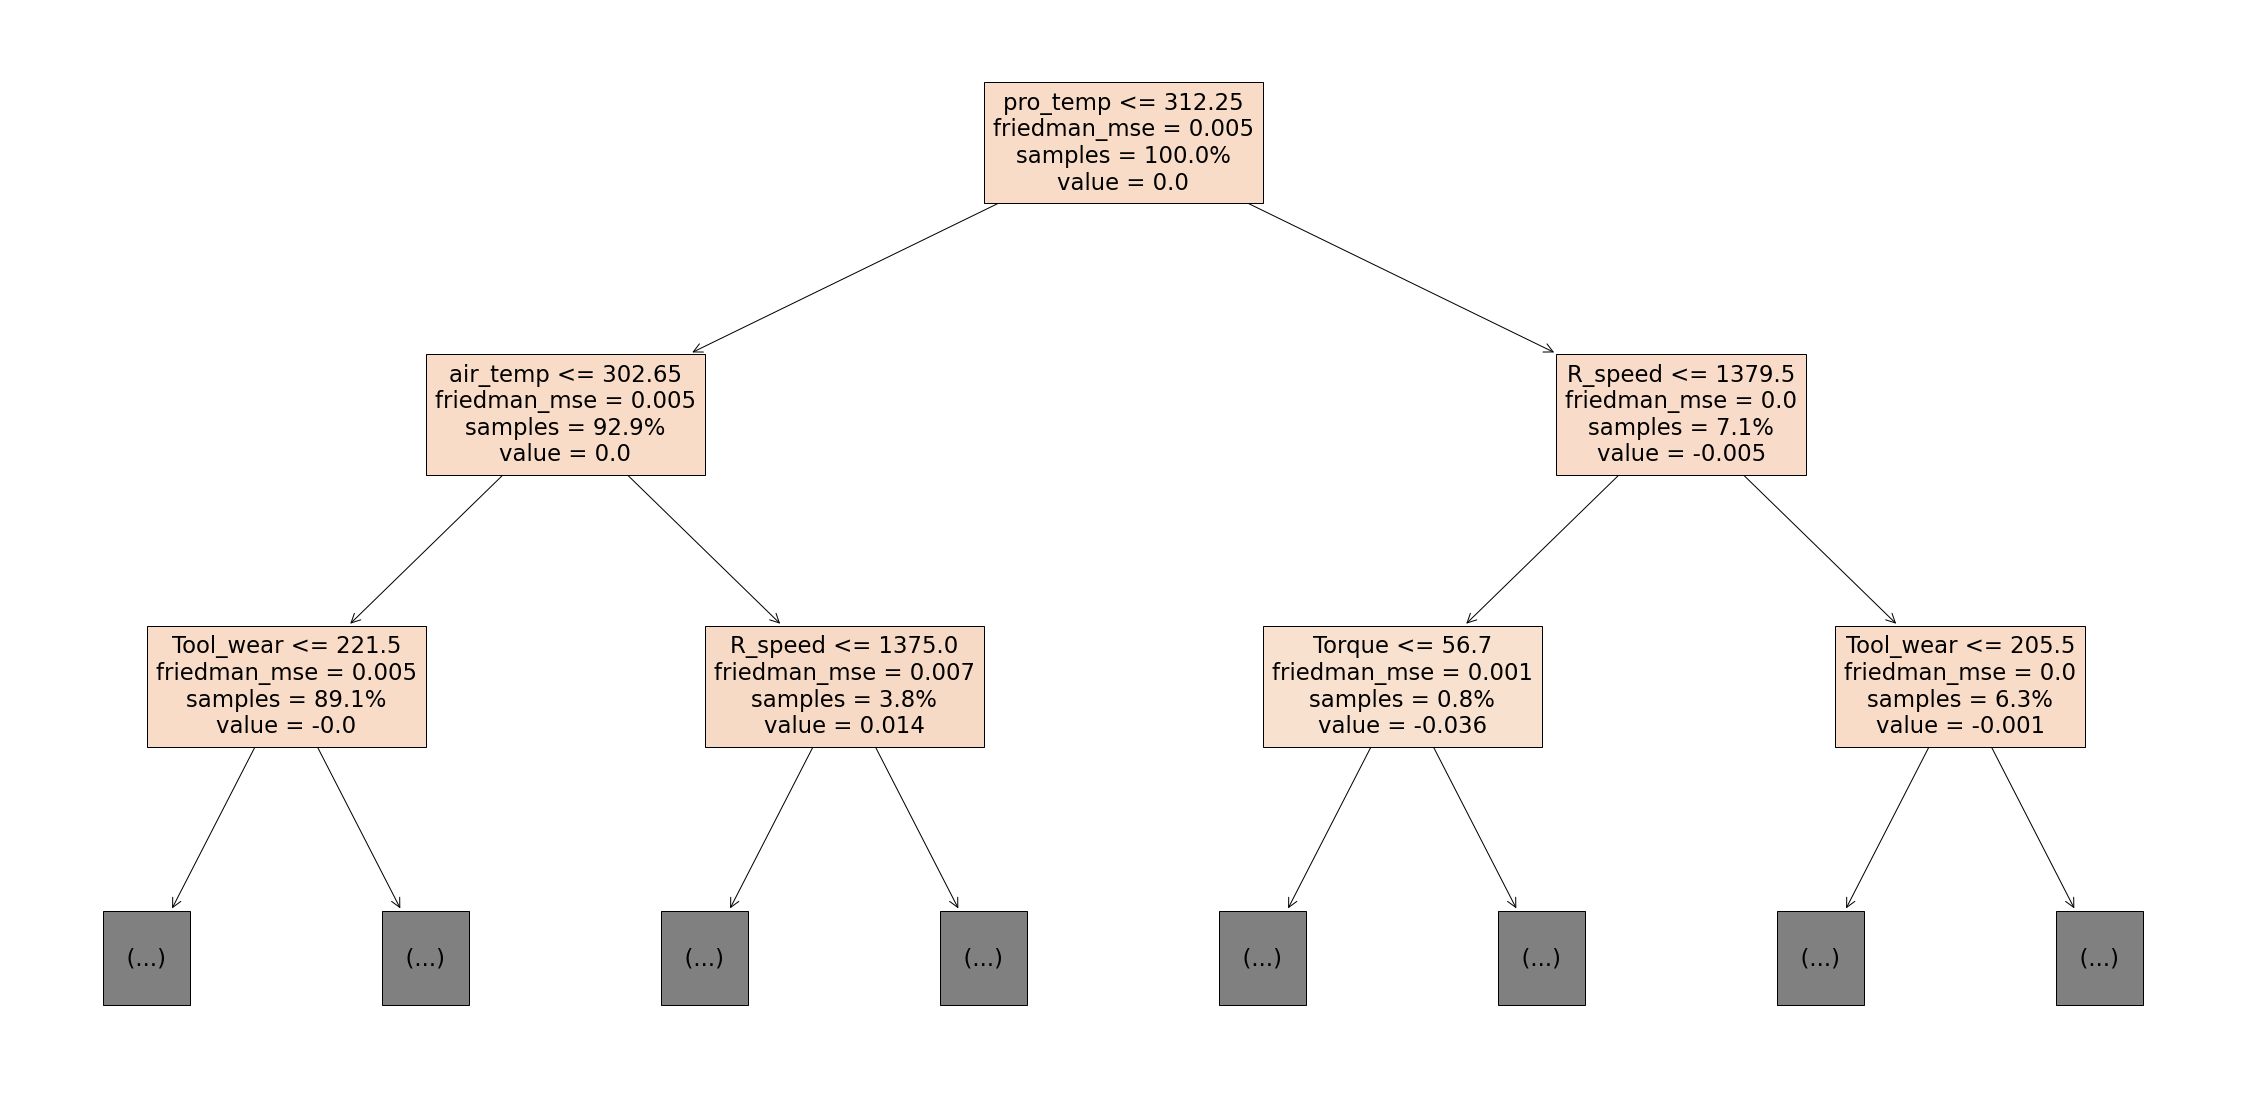 pro_temp <= 312.25
friedman_mse = 0.005
samples = 100.0%
value = 0.0
air_temp <= 302.65
friedman_mse = 0.005
samples = 92.9%
value = 0.0
R_speed <= 1379.5
friedman_mse = 0.0
samples = 7.1%
value = -0.005
Tool_wear <= 221.5
friedman_mse = 0.005
samples = 89.1%
value = -0.0
R_speed <= 1375.0
friedman_mse = 0.007
samples = 3.8%
value = 0.014
Torque <= 56.7
friedman_mse = 0.001
samples = 0.8%
value = -0.036
Tool_wear <= 205.5
friedman_mse = 0.0
samples = 6.3%
value = -0.001
(...)
(...)
(...)
(...)
(...)
(...)
(...)
(...)